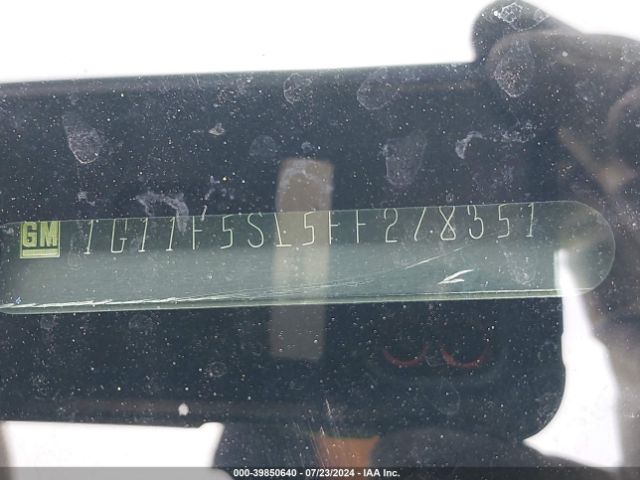 GM 1G11F5SL5FF278351
000-39850640 - 07/23/2024 - IAA Inc.